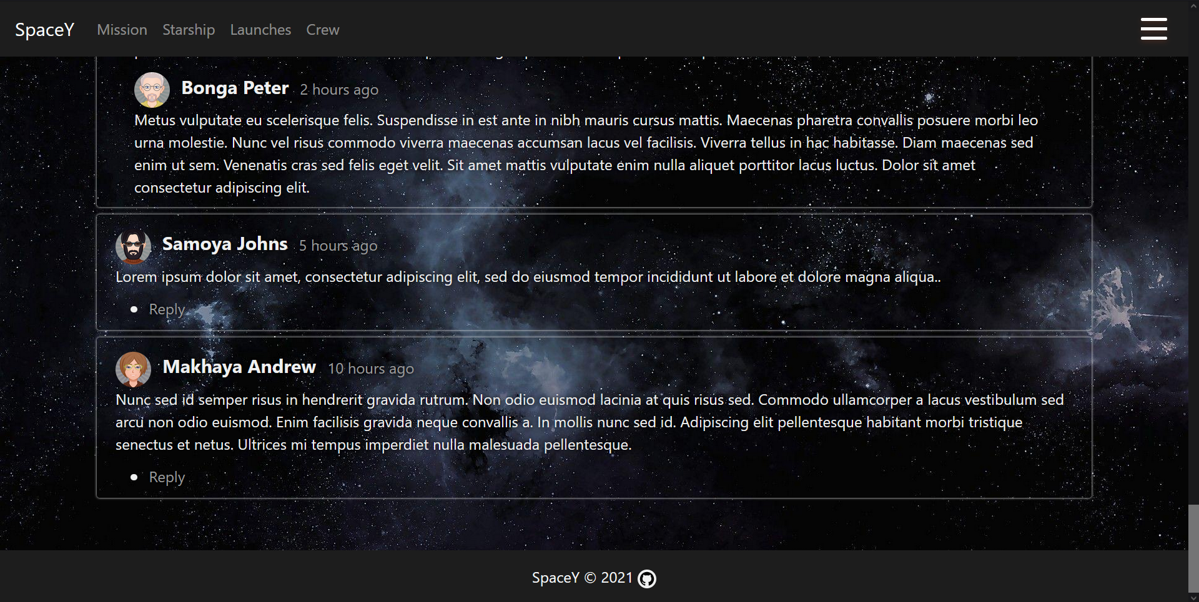 SpaceY Mission Starship Launches Crew
Bonga Peter 2 hours ago
Metus vulputate eu scelerisque felis. Suspendisse in est ante in nibh mauris cursus mattis. Maecenas pharetra convallis posuere morbi leo
urna molestie. Nunc vel risus commodo viverra maecenas accumsan lacus vel facilisis. Viverra tellus in hac habitasse. Diam maecenas sed
enim ut sem. Venenatis cras sed felis eget velit. Sit amet mattis vulputate enim nulla aliquet porttitor lacus luctus. Dolor sit amet
consectetur adipiscing elit.
Samoya Johns 5 hours ago
Lorem ipsum dolor sit amet, consectetur adipiscing elit, sed do eiusmod tempor incididunt ut labore et dolore magna aliqua..
Reply
Makhaya Andrew 10 hours ago
Nunc sed id semper risus in hendrerit gravida rutrum. Non odio euismod lacinia at quis risus sed. Commodo ullamcorper a lacus vestibulum sed
arcu non odio euismod. Enim facilisis gravida neque convallis a. In mollis nunc sed id. Adipiscing elit pellentesque habitant morbi tristique
senectus et netus. Ultrices mi tempus imperdiet nulla malesuada pellentesque.
Reply
SpaceY © 2021